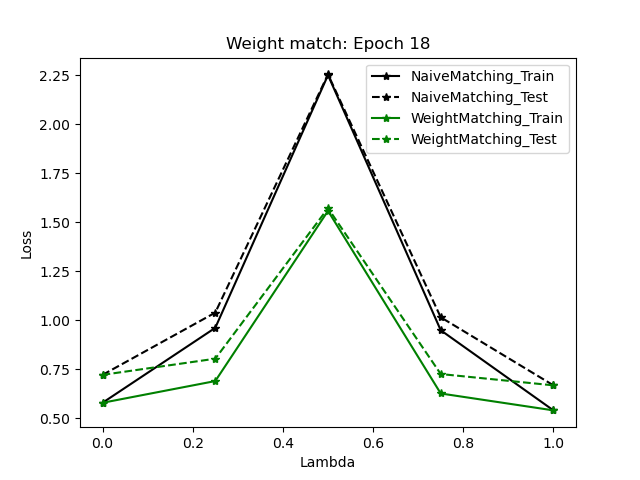 Weight match: Epoch 18
NaiveMatching_Train
NaiveMatching_Test
WeightMatching_Train
WeightMatching_Test
Loss
2.25
2.00
1.75
1.50
1.25
1.00
0.75
0.50
0.0 0.2 0.4 0.6 0.8 1.0
Lambda